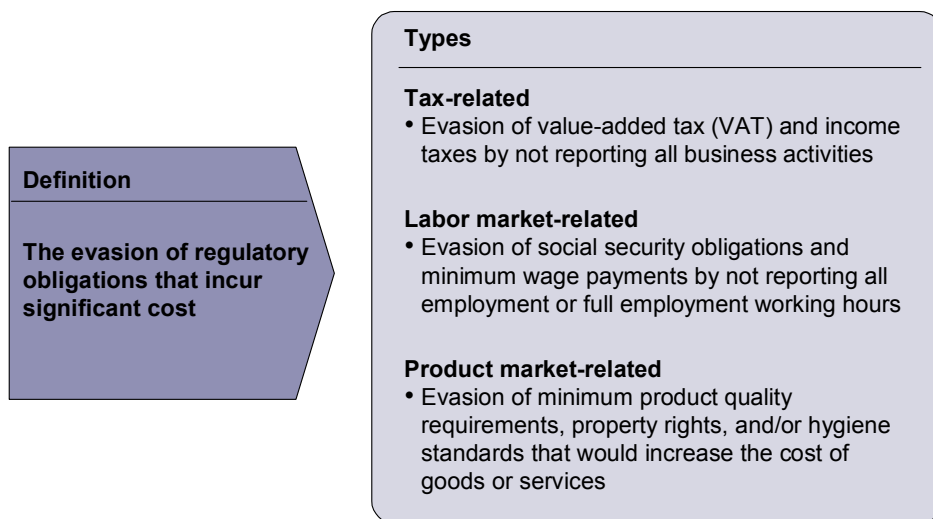 Definition
The evasion of regulatory
obligations that incur
significant cost
Types
Tax-related
• Evasion of value-added tax (VAT) and income
taxes by not reporting all business activities
Labor market-related
• Evasion of social security obligations and
minimum wage payments by not reporting all
employment or full employment working hours
Product market-related
• Evasion of minimum product quality
requirements, property rights, and/or hygiene
standards that would increase the cost of
goods or services